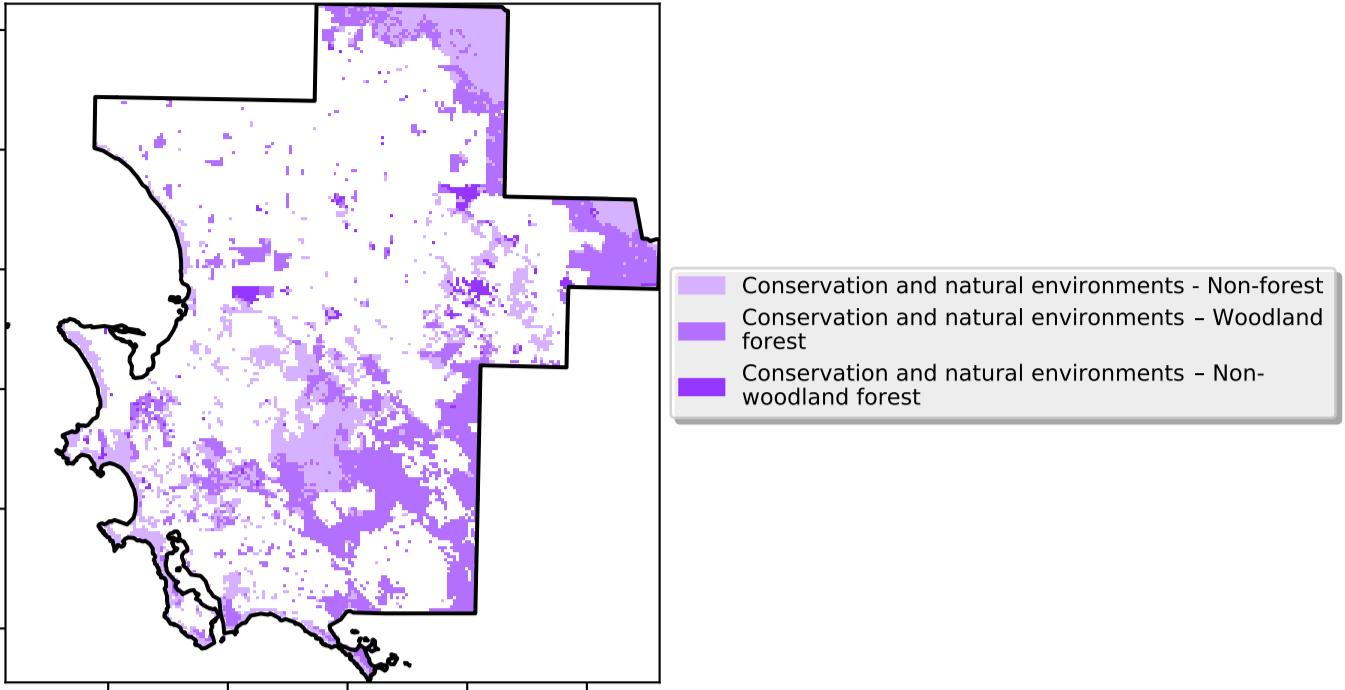 Conservation and natural environments - Non-forest
Conservation and natural environments – Woodland
forest
Conservation and natural environments – Non-
woodland forest